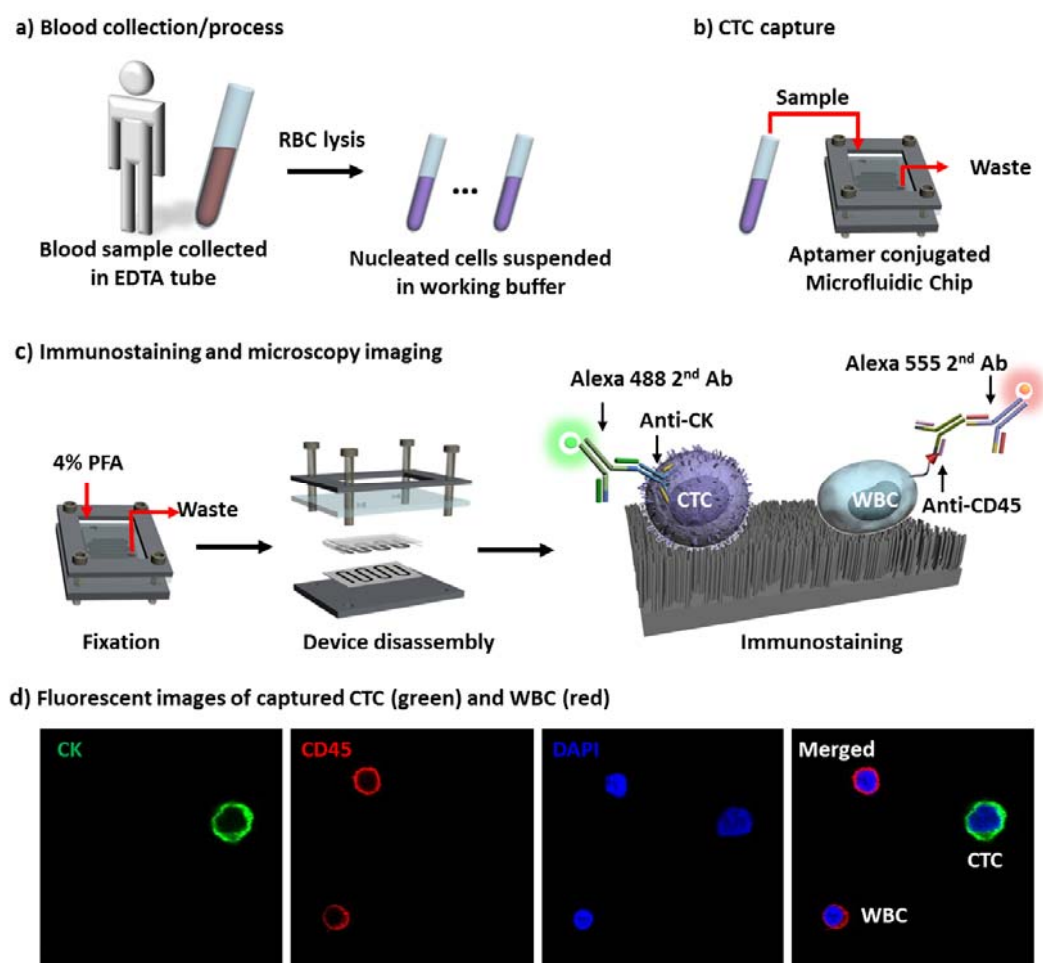 a) Blood collection/process
b) CTC capture
RBC lysis
Sample
Waste
Blood sample collected
in EDTA tube
Nucleated cells suspended
in working buffer
Aptamer conjugated
Microfluidic Chip
c) Immunostaining and microscopy imaging
4% PFA
Waste
Alexa 488 2nd Ab
Anti-CK
Alexa 555 2nd Ab
CTC
WBC
Anti-CD45
Fixation
Device disassembly
Immunostaining
d) Fluorescent images of captured CTC (green) and WBC (red)
CK
CD45
DAPI
Merged
CTC
WBC